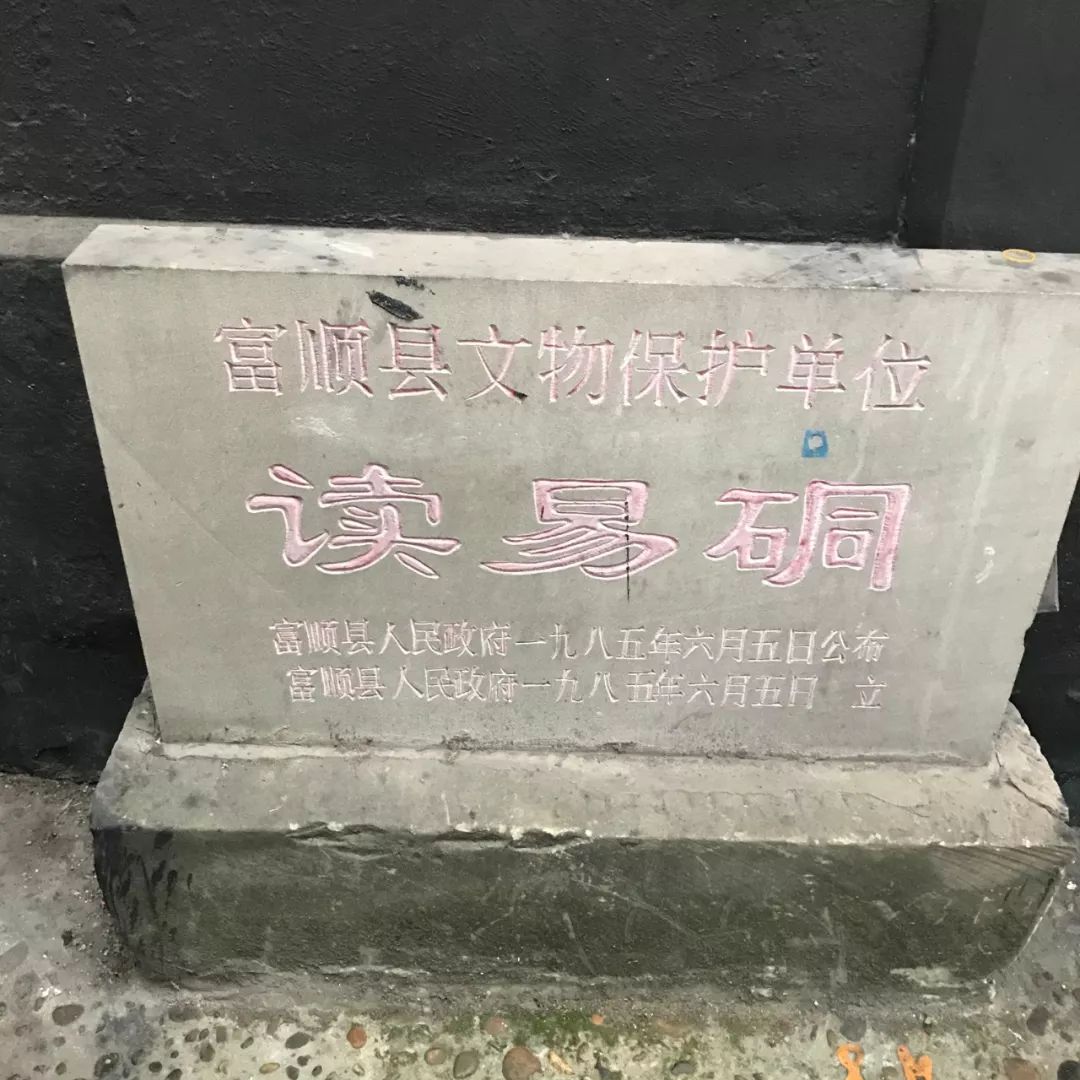 富顺县文物保护单位
读易硐
富顺县人民政府一九八五年六月五日公布
富顺县人民政府一九八五年六月五日 立